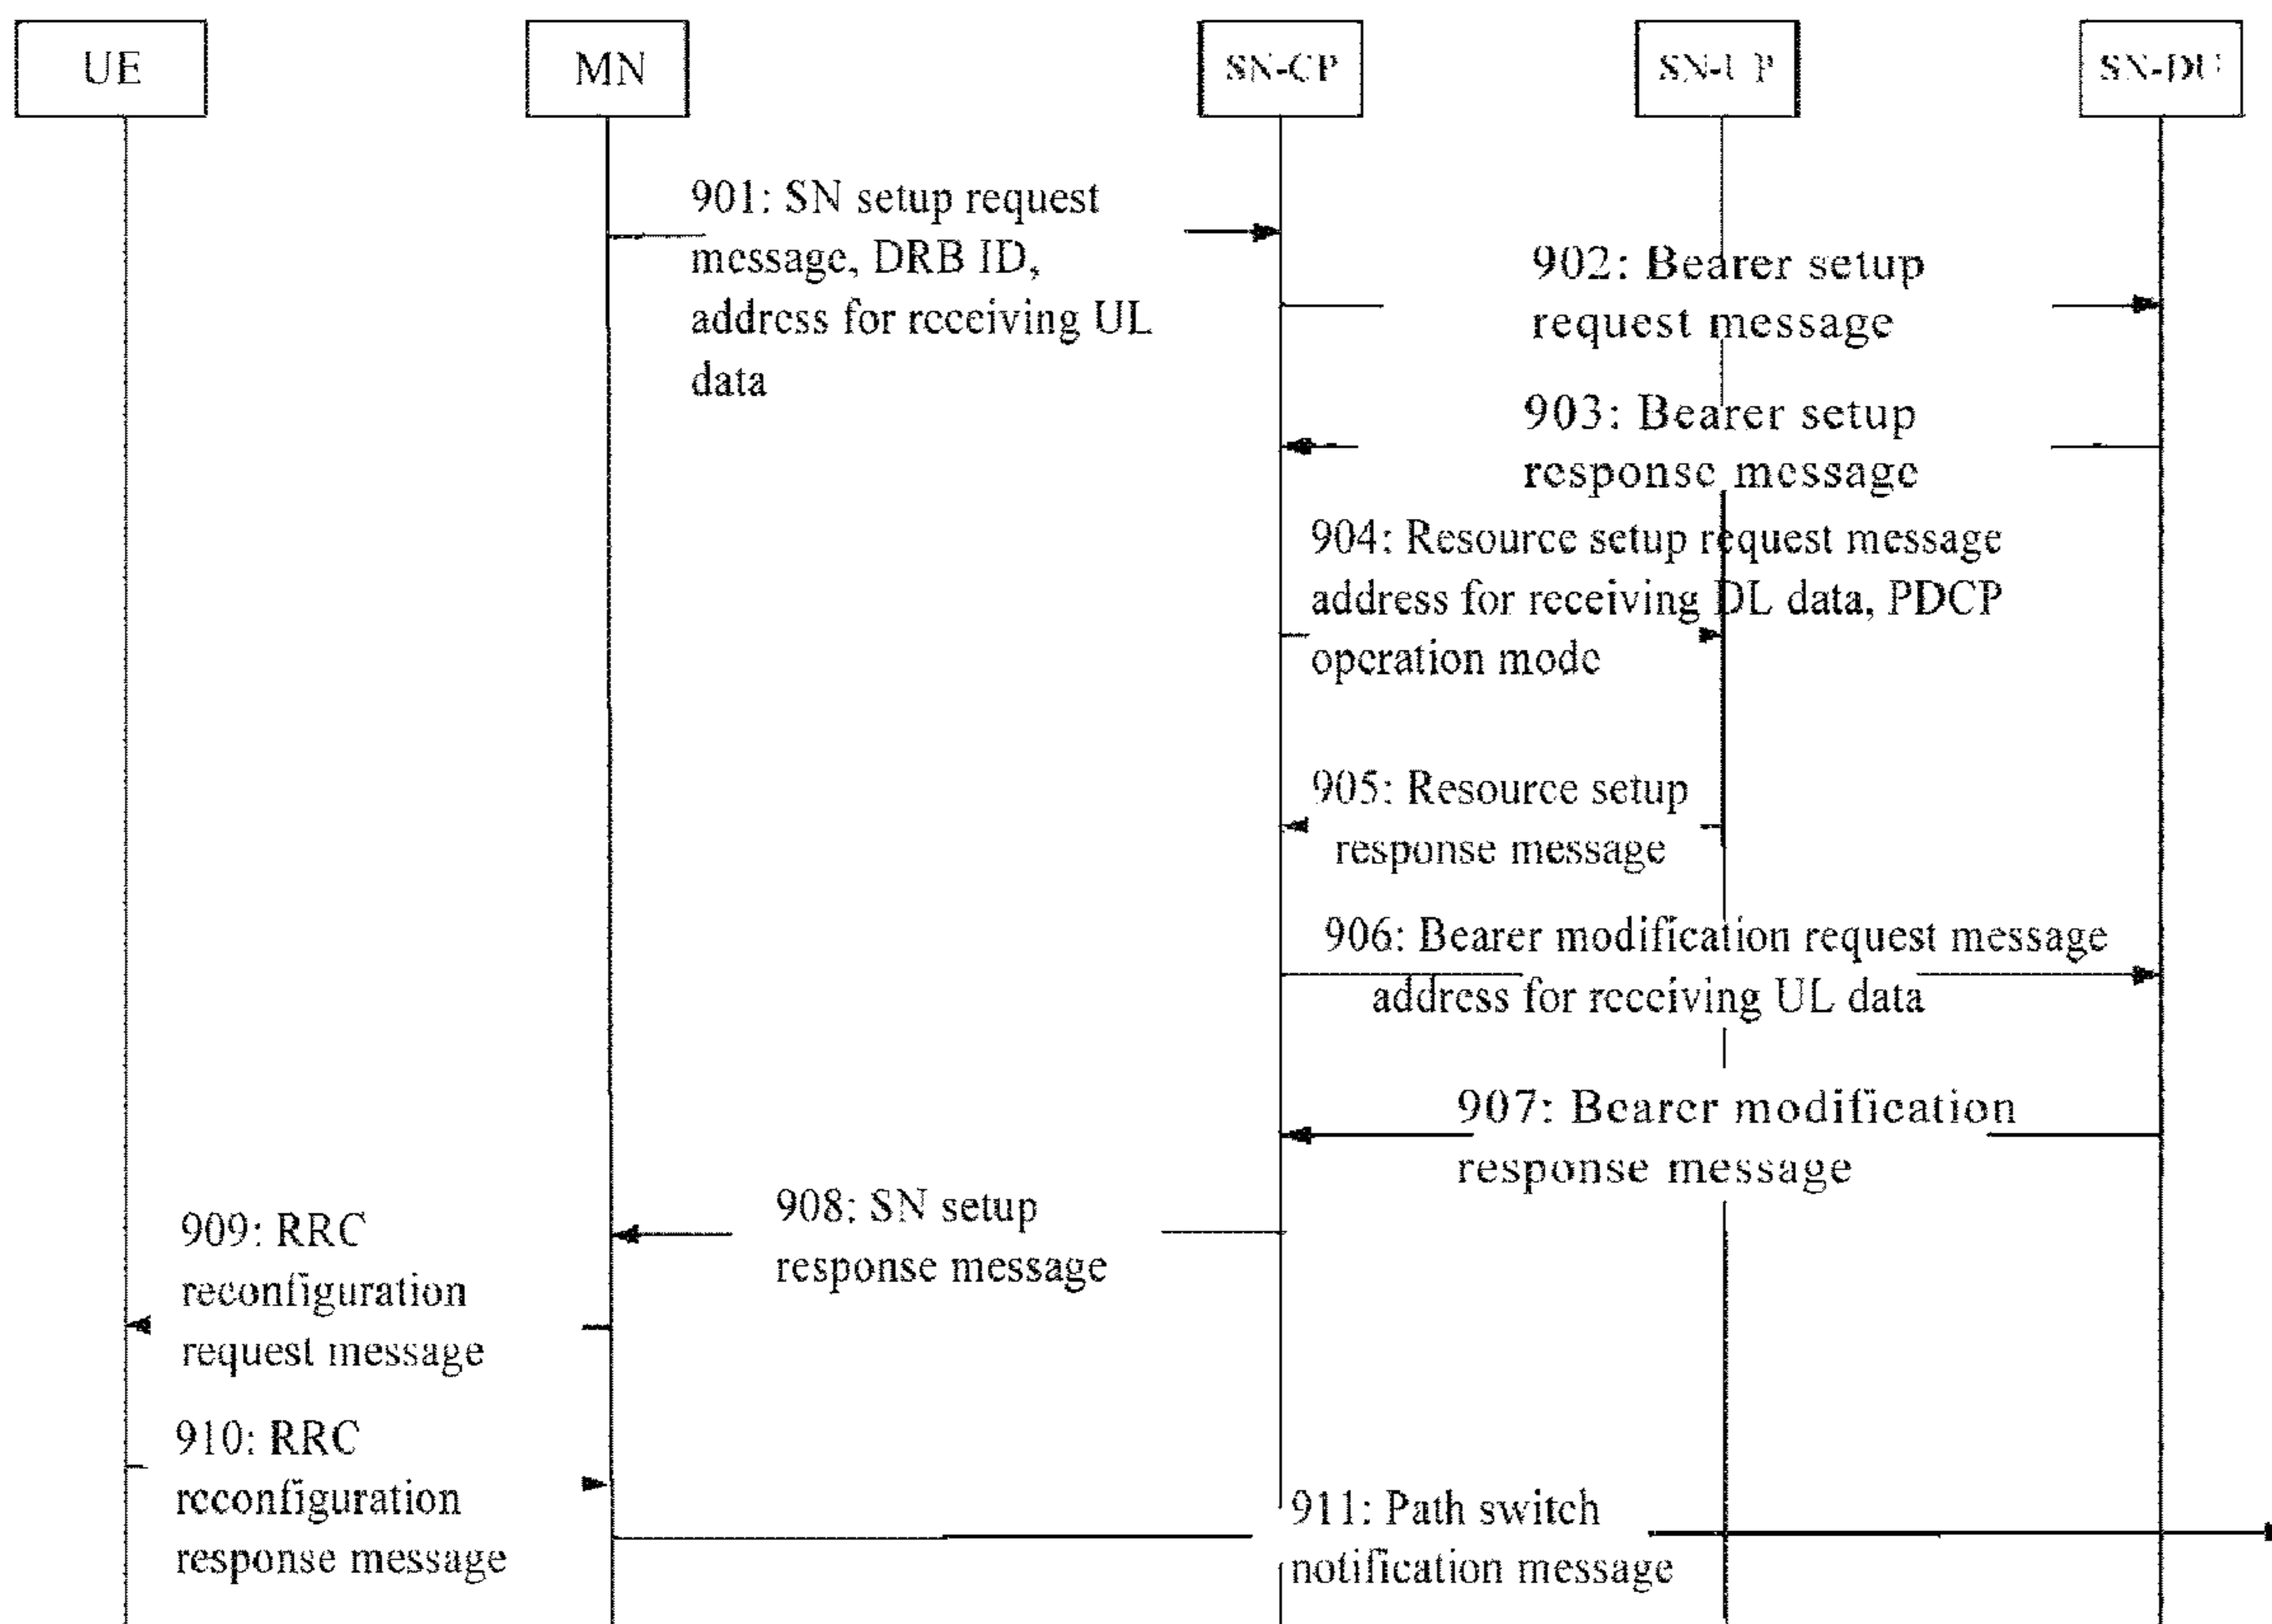 UE
MN
SN-CP
SN-UP
SN-DU
901: SN setup request
message, DRB ID,
address for receiving UL
data
902: Bearer setup
request message
903: Bearer setup
response message
904: Resource setup request message
address for receiving DL data, PDCP
operation mode
905: Resource setup
response message
906: Bearer modification request message
address for receiving UL data
907: Bearer modification
response message
908: SN setup
response message
909: RRC
reconfiguration
request message
910: RRC
reconfiguration
response message
911: Path switch
notification message